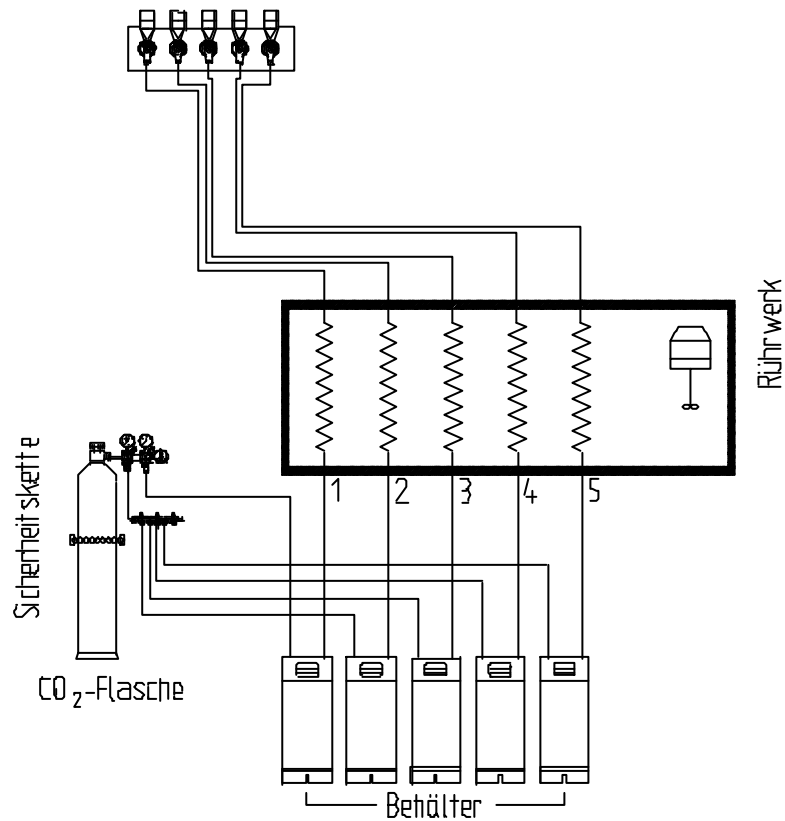 Rührwerk
1 2 3 4 5
Sicherheitskette
CO₂-Flasche
Behälter